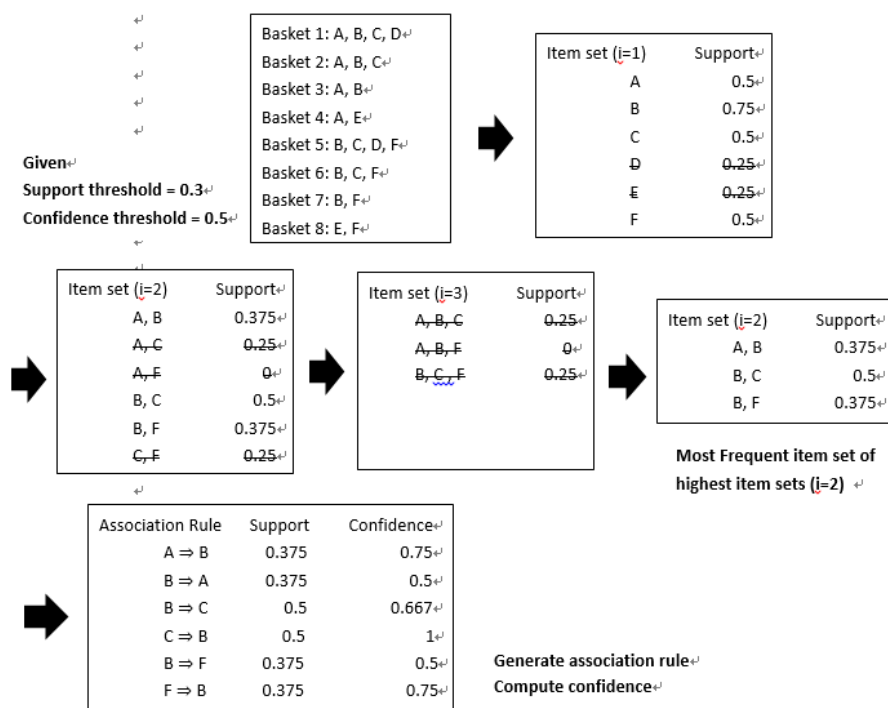 Basket 1: A, B, C, D
Basket 2: A, B, C
Basket 3: A, B
Basket 4: A, E
Basket 5: B, C, D, F
Basket 6: B, C, F
Basket 7: B, F
Basket 8: E, F
Given
Support threshold = 0.3
Confidence threshold = 0.5
Item set (i=1) Support
A 0.5
B 0.75
C 0.5
D 0.25
E 0.25
F 0.5
Item set (i=2) Support
A, B 0.375
A, C 0.25
A, F 0
B, C 0.5
B, F 0.375
C, F 0.25
Item set (i=3) Support
A, B, C 0.25
A, B, F 0
B, C , F 0.25
Item set (i=2) Support
A, B 0.375
B, C 0.5
B, F 0.375
Most Frequent item set of
highest item sets (i=2)
Association Rule Support Confidence
A ⇒ B 0.375 0.75
B ⇒ A 0.375 0.5
B ⇒ C 0.5 0.667
C ⇒ B 0.5 1
B ⇒ F 0.375 0.5
F ⇒ B 0.375 0.75
Generate association rule
Compute confidence